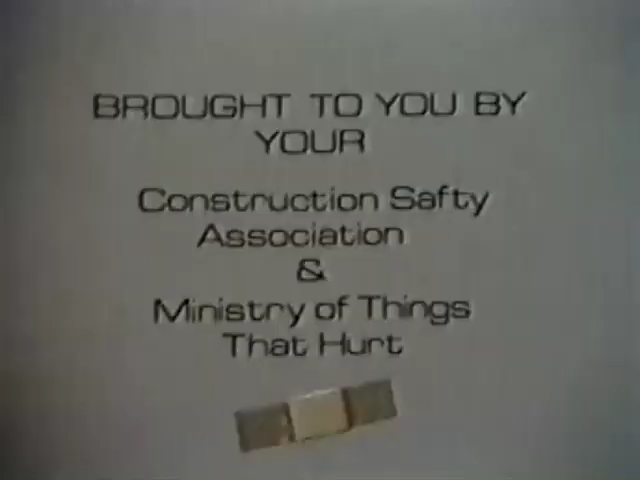 BROUGHT TO YOU BY
YOUR
Construction Safty
Association
&
Ministry of Things
That Hurt